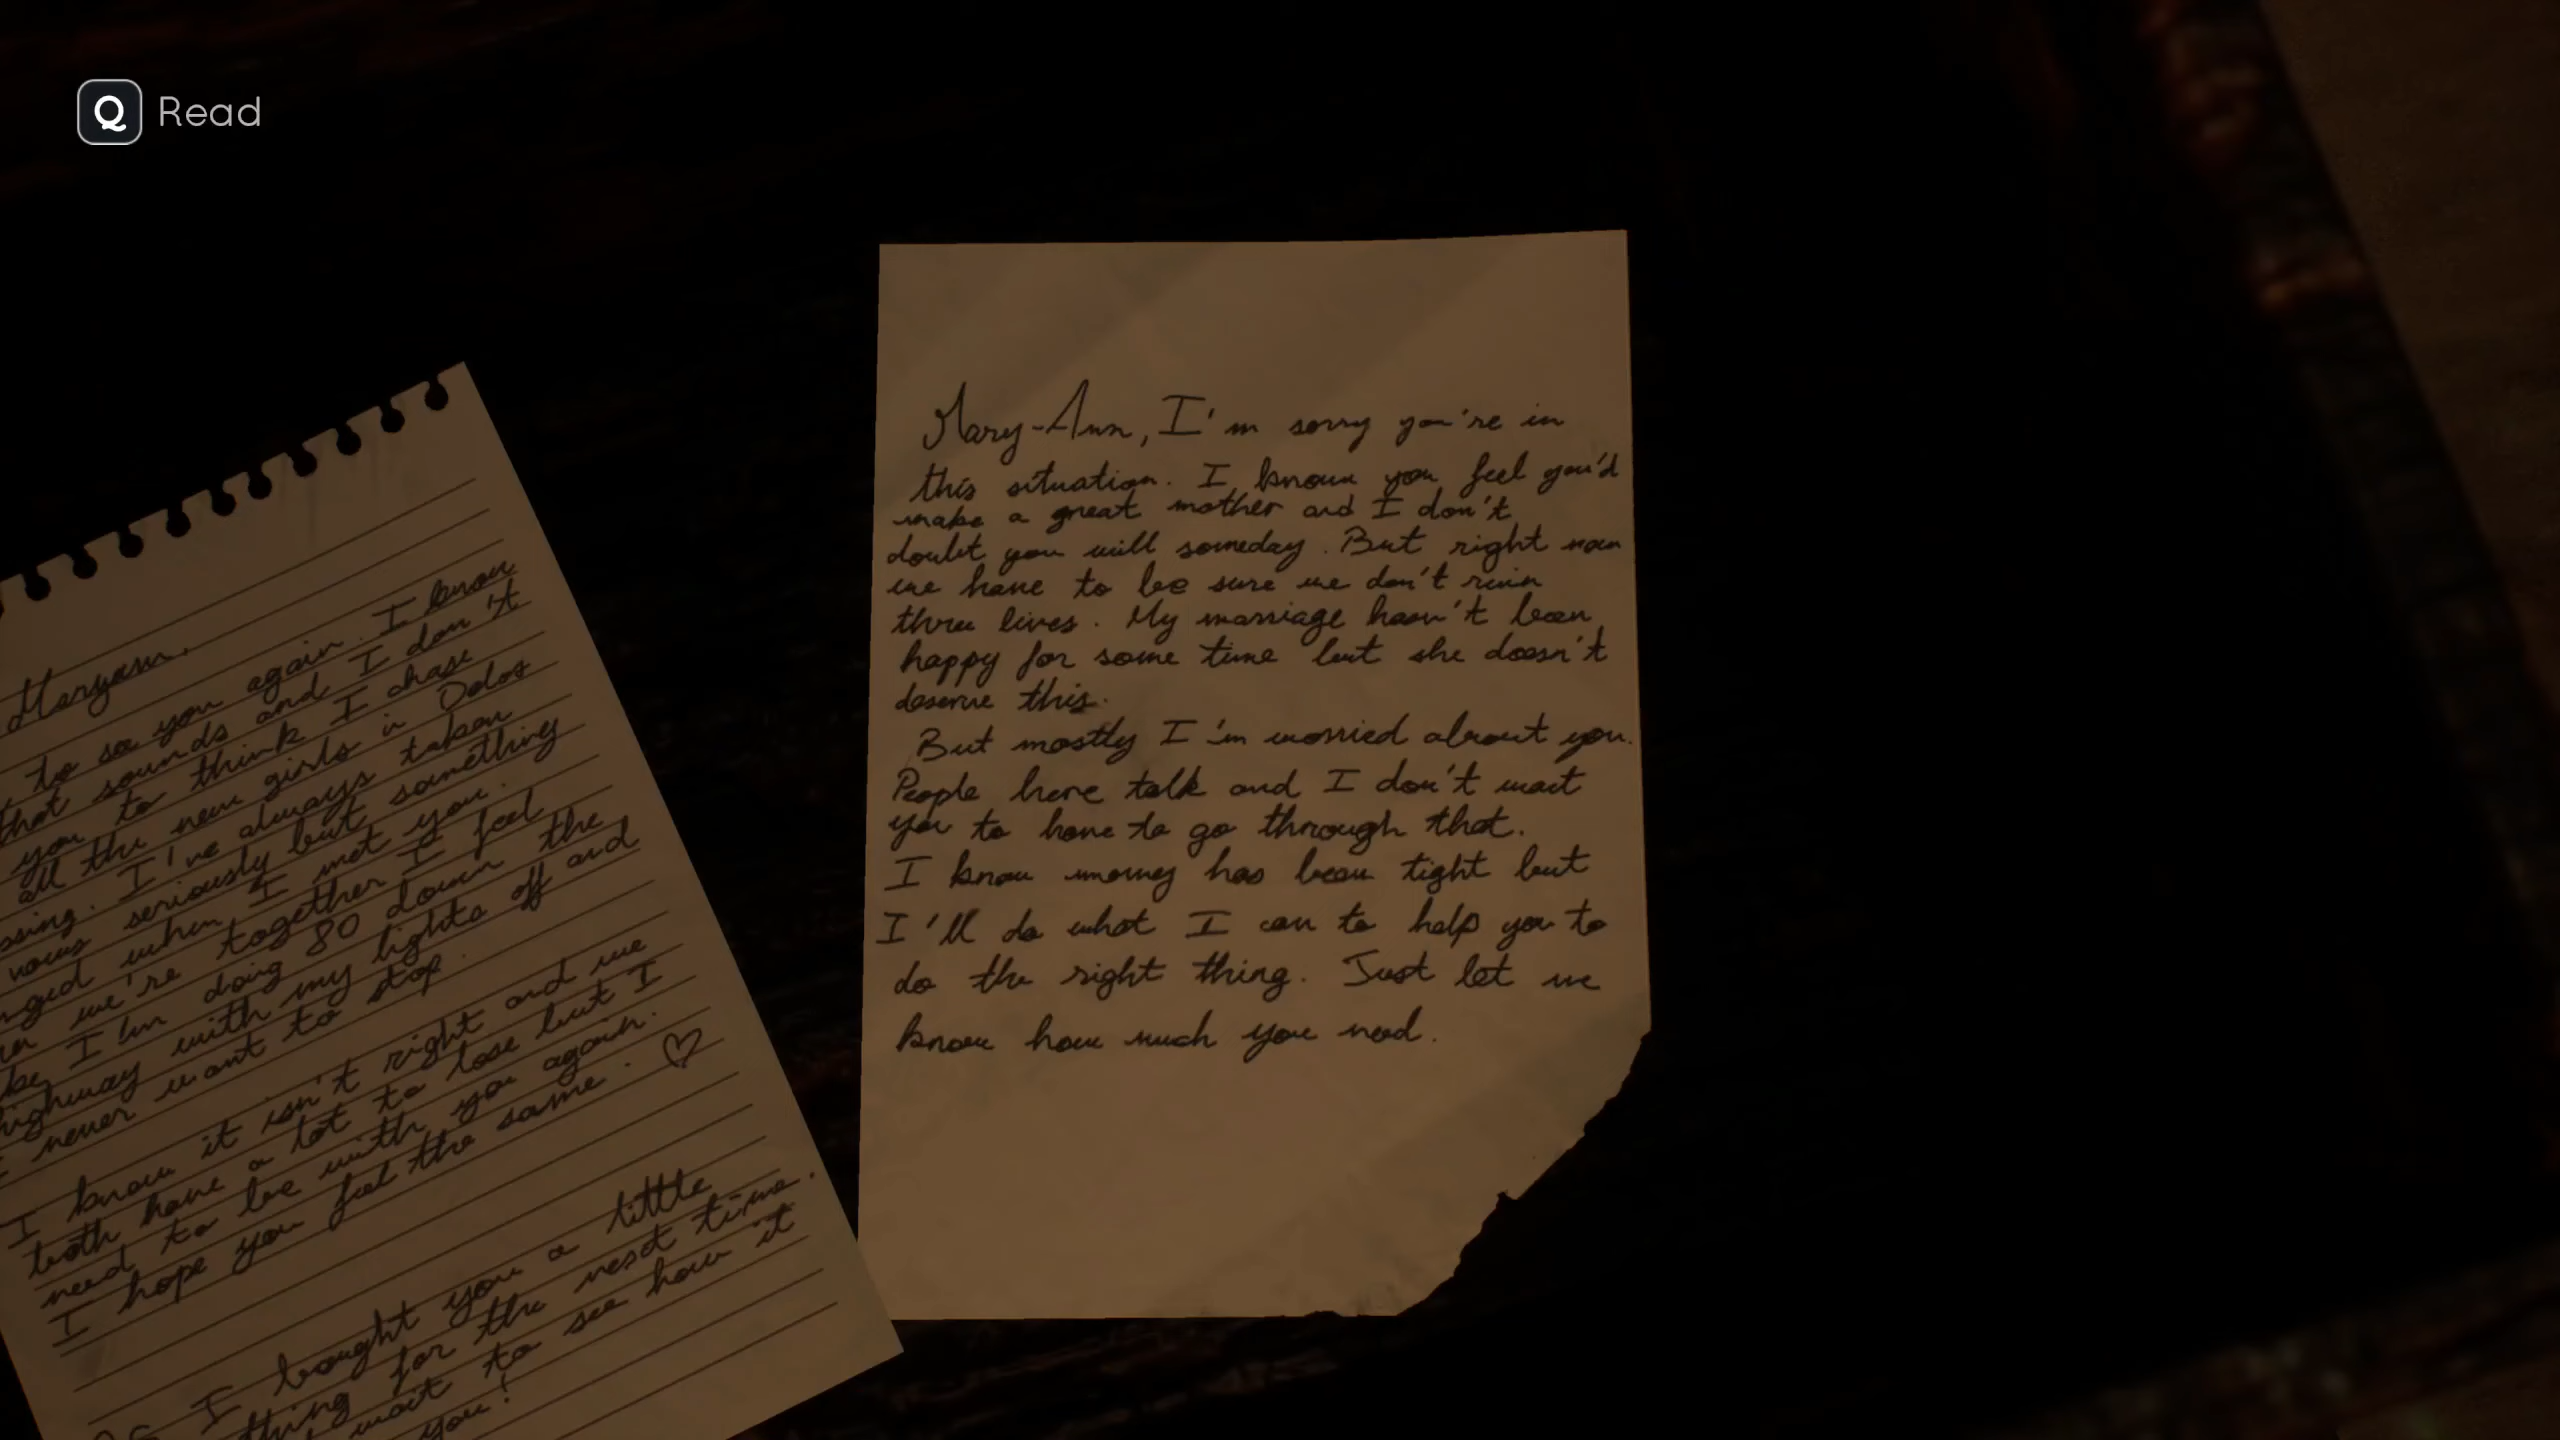 Q Read
Maryam,
to see you again. I know
that sounds and I don't
you to think I chase
all the new girls in Delos
ssing. I've always taken
vows seriously but something
nged when I met you.
en we're together I feel
ke I'm doing 80 down the
highway with my lights off and
I never want to stop.
I know it isn't right and we
both have a lot to lose but I
need to be with you again.
I hope you feel the same. ♡
PS I bought you a little
thing for the next time.
wait to see how it
you!
Mary-Ann, I'm sorry you're in
this situation. I know you feel you'd
make a great mother and I don't
doubt you will someday. But right now
we have to be sure we don't ruin
three lives. My marriage hasn't been
happy for some time but she doesn't
deserve this.
But mostly I'm worried about you.
People here talk and I don't want
you to have to go through that.
I know money has been tight but
I'll do what I can to help you to
do the right thing. Just let me
know how much you need.